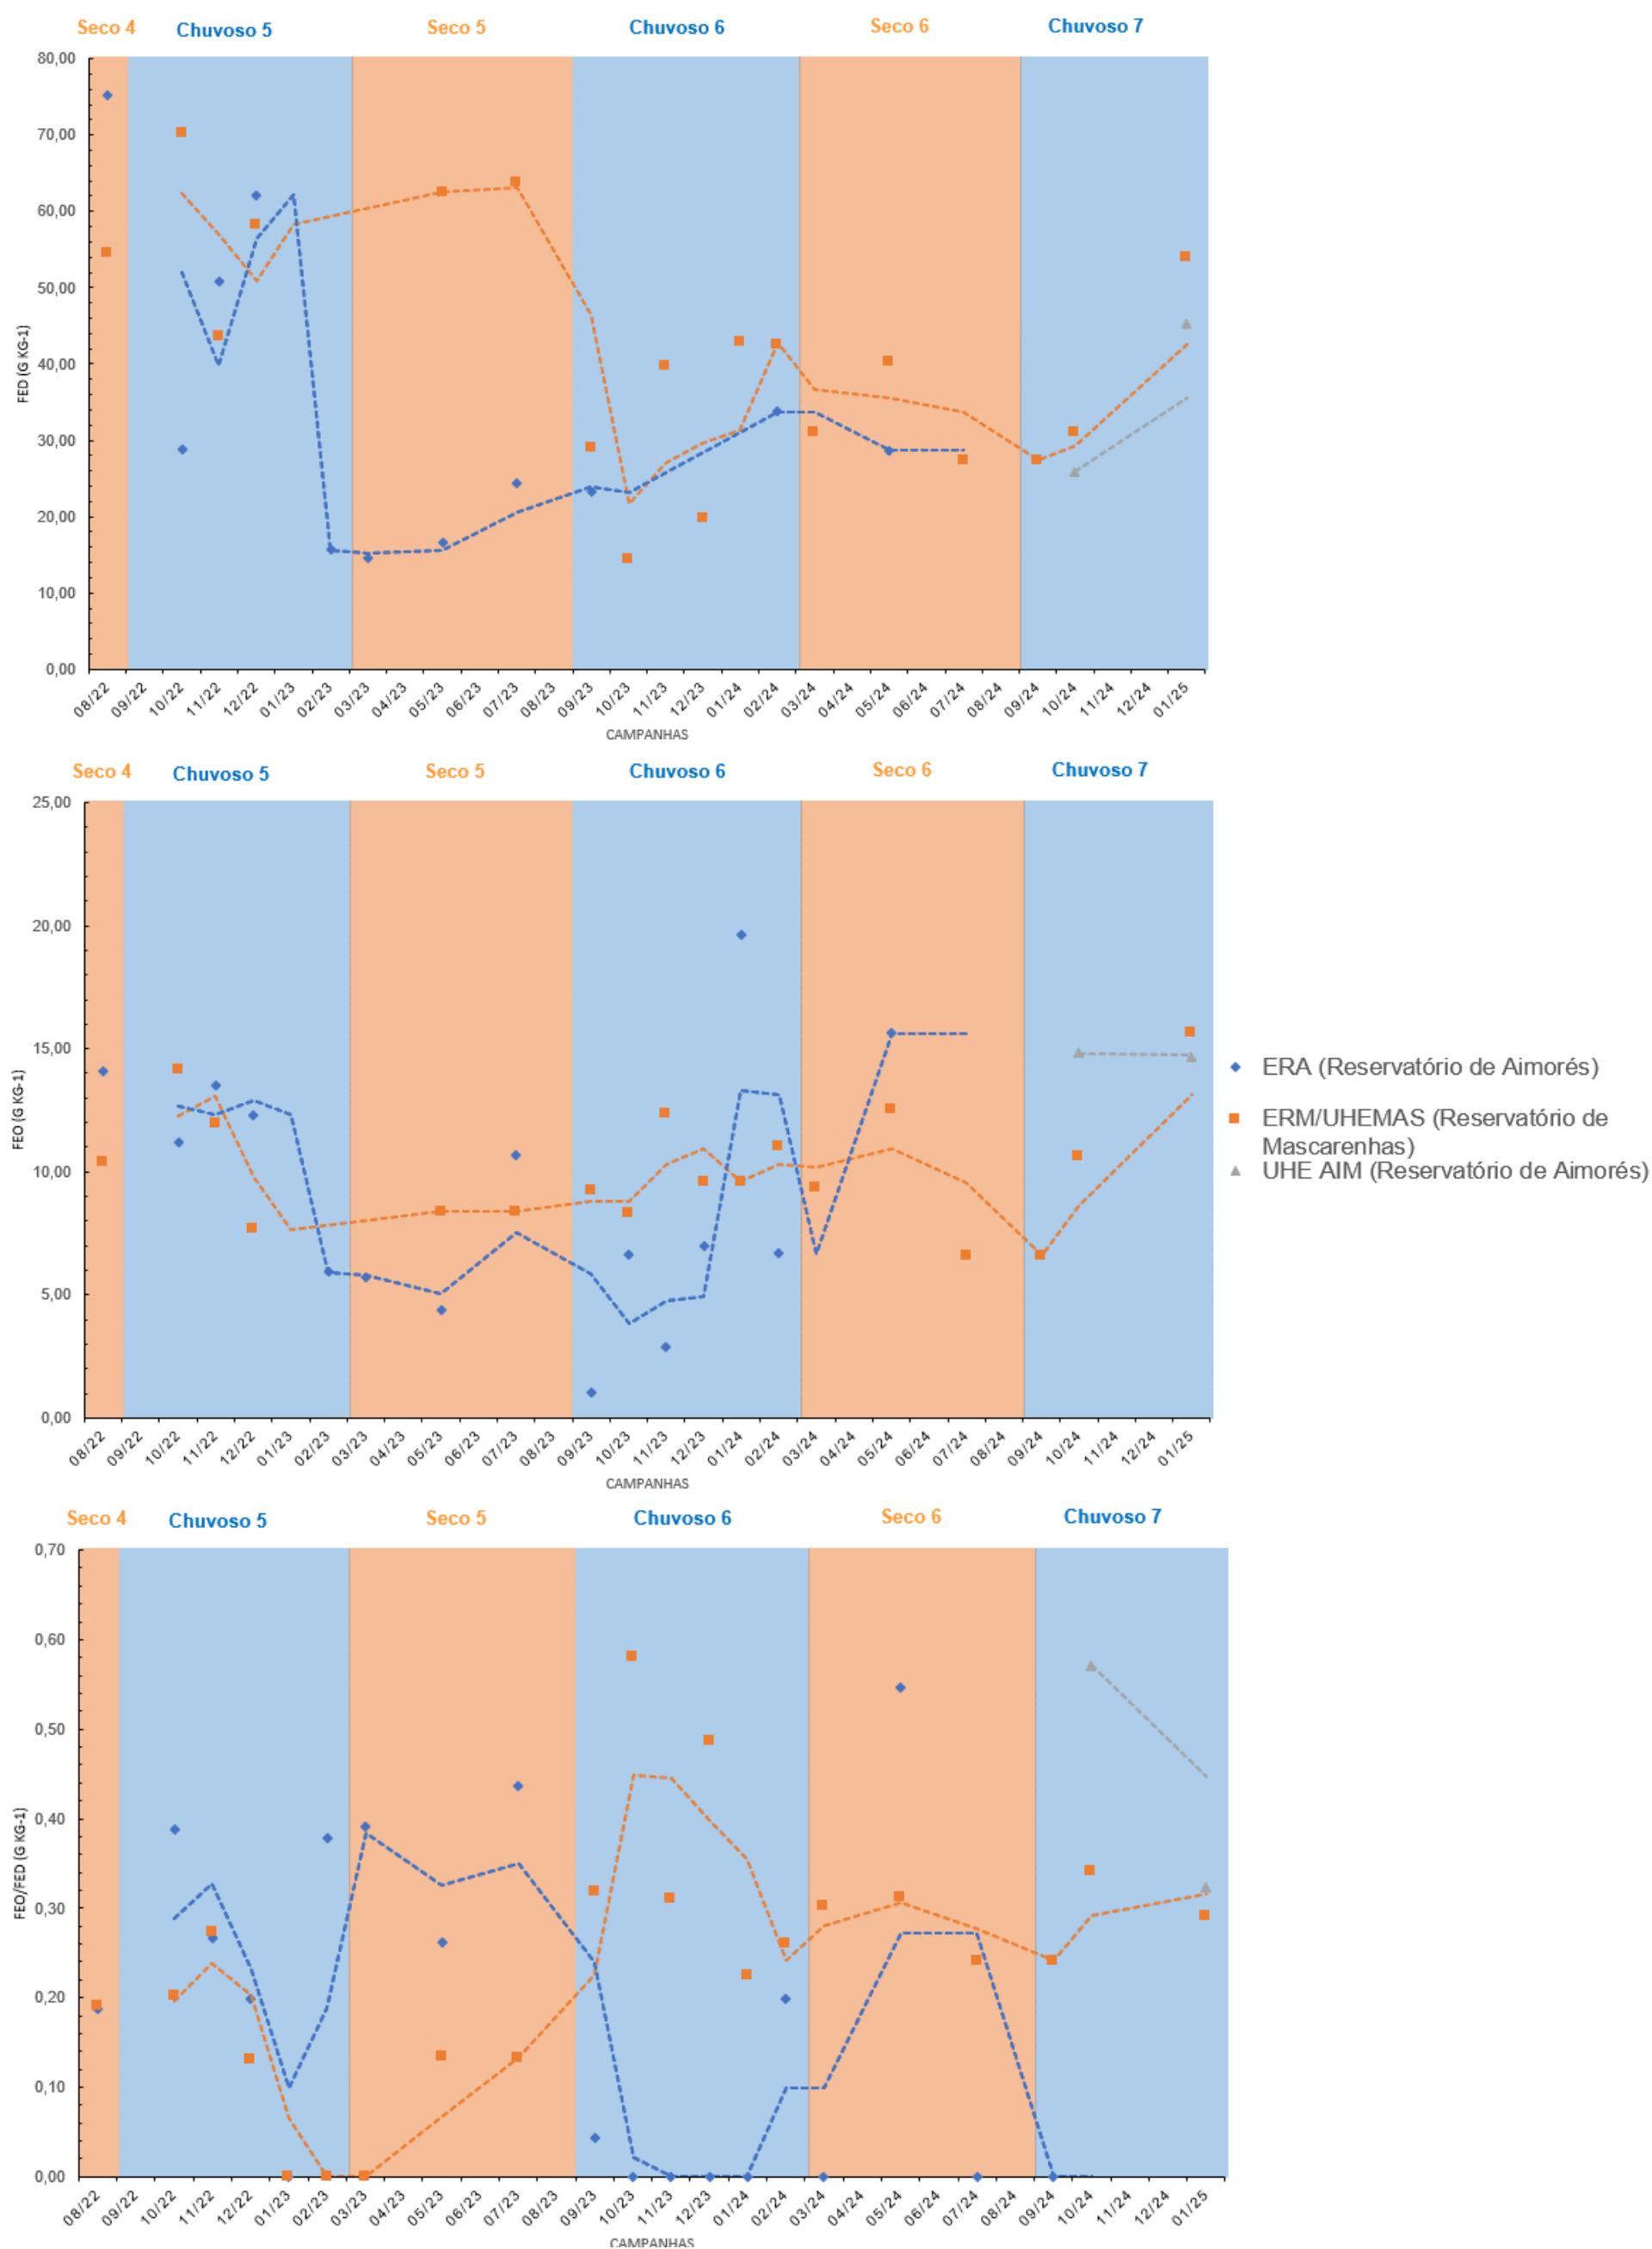 Seco 4 Chuvoso 5 Seco 5 Chuvoso 6 Seco 6 Chuvoso 7
80,00
70,00
60,00
50,00
40,00
30,00
20,00
10,00
0,00
FED (G KG-1)
08/22 09/22 10/22 11/22 12/22 01/23 02/23 03/23 04/23 05/23 06/23 07/23 08/23 09/23 10/23 11/23 12/23 01/24 02/24 03/24 04/24 05/24 06/24 07/24 08/24 09/24 10/24 11/24 12/24 01/25
CAMPANHAS
Seco 4 Chuvoso 5 Seco 5 Chuvoso 6 Seco 6 Chuvoso 7
25,00
20,00
15,00
10,00
5,00
0,00
FEO (G KG-1)
08/22 09/22 10/22 11/22 12/22 01/23 02/23 03/23 04/23 05/23 06/23 07/23 08/23 09/23 10/23 11/23 12/23 01/24 02/24 03/24 04/24 05/24 06/24 07/24 08/24 09/24 10/24 11/24 12/24 01/25
CAMPANHAS
ERA (Reservatório de Aimorés)
ERM/UHEMAS (Reservatório de
Mascarenhas)
UHE AIM (Reservatório de Aimorés)
Seco 4 Chuvoso 5 Seco 5 Chuvoso 6 Seco 6 Chuvoso 7
0,70
0,60
0,50
0,40
0,30
0,20
0,10
0,00
FEO/FED (G KG-1)
08/22 09/22 10/22 11/22 12/22 01/23 02/23 03/23 04/23 05/23 06/23 07/23 08/23 09/23 10/23 11/23 12/23 01/24 02/24 03/24 04/24 05/24 06/24 07/24 08/24 09/24 10/24 11/24 12/24 01/25
CAMPANHAS